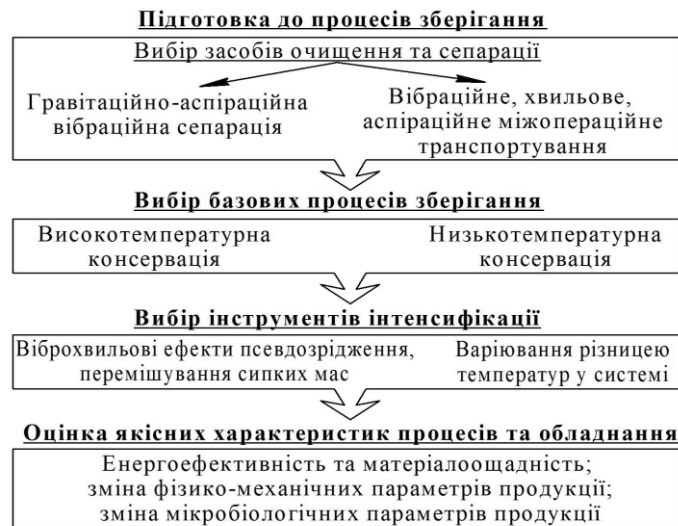 Підготовка до процесів зберігання
Вибір засобів очищення та сепарації
Гравітаційно-аспіраційна
вібраційна сепарація
Вібраційне, хвильове,
аспіраційне міжопераційне
транспортування
Вибір базових процесів зберігання
Високотемпературна
консервація
Низькотемпературна
консервація
Вибір інструментів інтенсифікації
Віброхвильові ефекти псевдозрідження,
перемішування сипких мас
Варіювання різницею
температур у системі
Оцінка якісних характеристик процесів та обладнання
Енергоефективність та матеріалоощадність;
зміна фізико-механічних параметрів продукції;
зміна мікробіологічних параметрів продукції